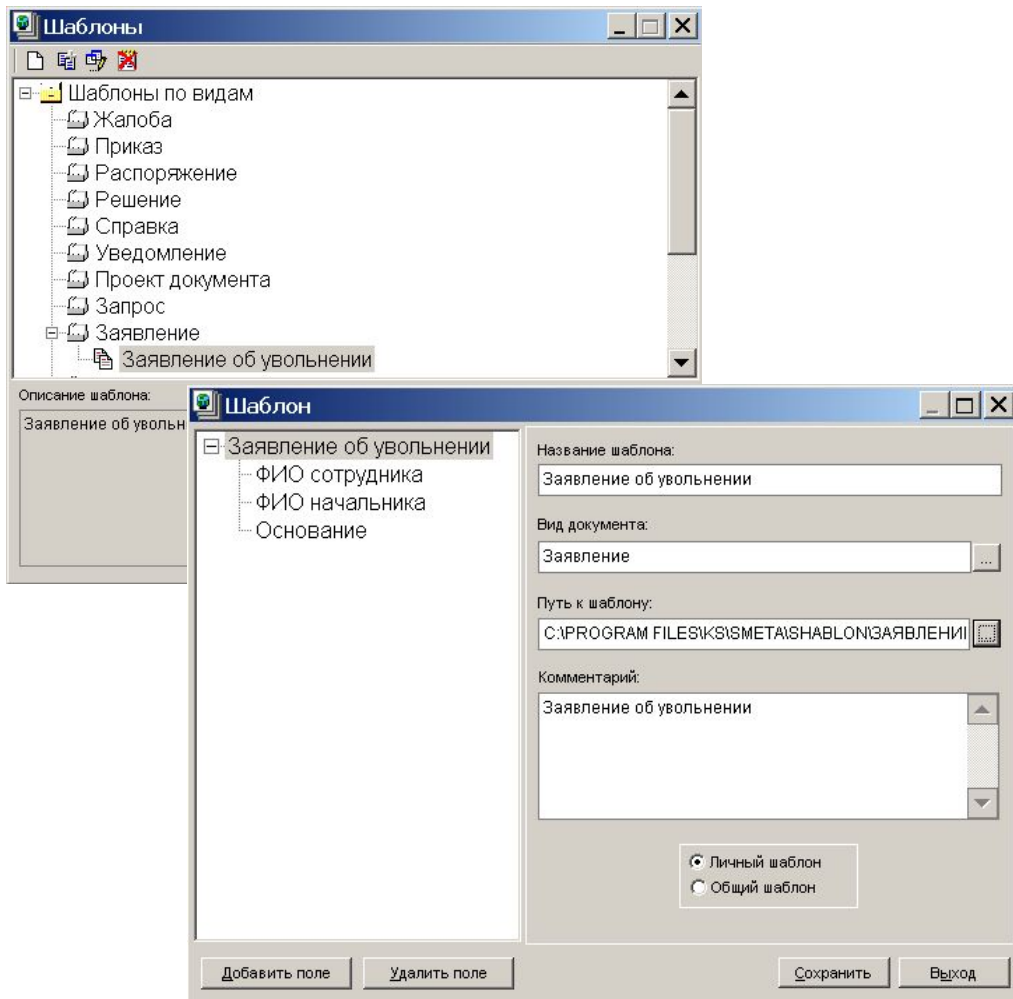 Шаблоны
Шаблоны по видам
Жалоба
Приказ
Распоряжение
Решение
Справка
Уведомление
Проект документа
Запрос
Заявление
Заявление об увольнении
Описание шаблона:
Заявление об увольн
Шаблон
Заявление об увольнении
ФИО сотрудника
ФИО начальника
Основание
Название шаблона:
Заявление об увольнении
Вид документа:
Заявление
...
Путь к шаблону:
C:\PROGRAM FILES\KS\SMETA\SHABLON\ЗАЯВЛЕНИ
...
Комментарий:
Заявление об увольнении
Личный шаблон
Общий шаблон
Добавить поле
Удалить поле
Сохранить
Выход